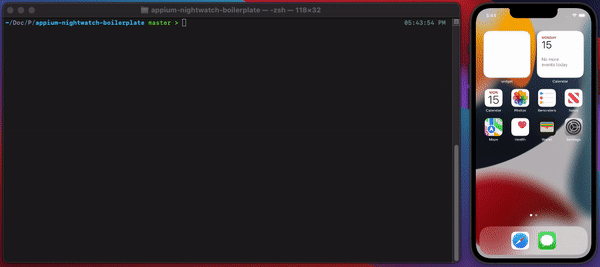 appium-nightwatch-boilerplate — -zsh — 118×32
~/Doc/P/appium-nightwatch-boilerplate master >
05:43:54 PM
MONDAY
15
No more
events today
Calendar
MON
15
Calendar
Photos
Reminders
News
Maps
Health
Wallet
Settings